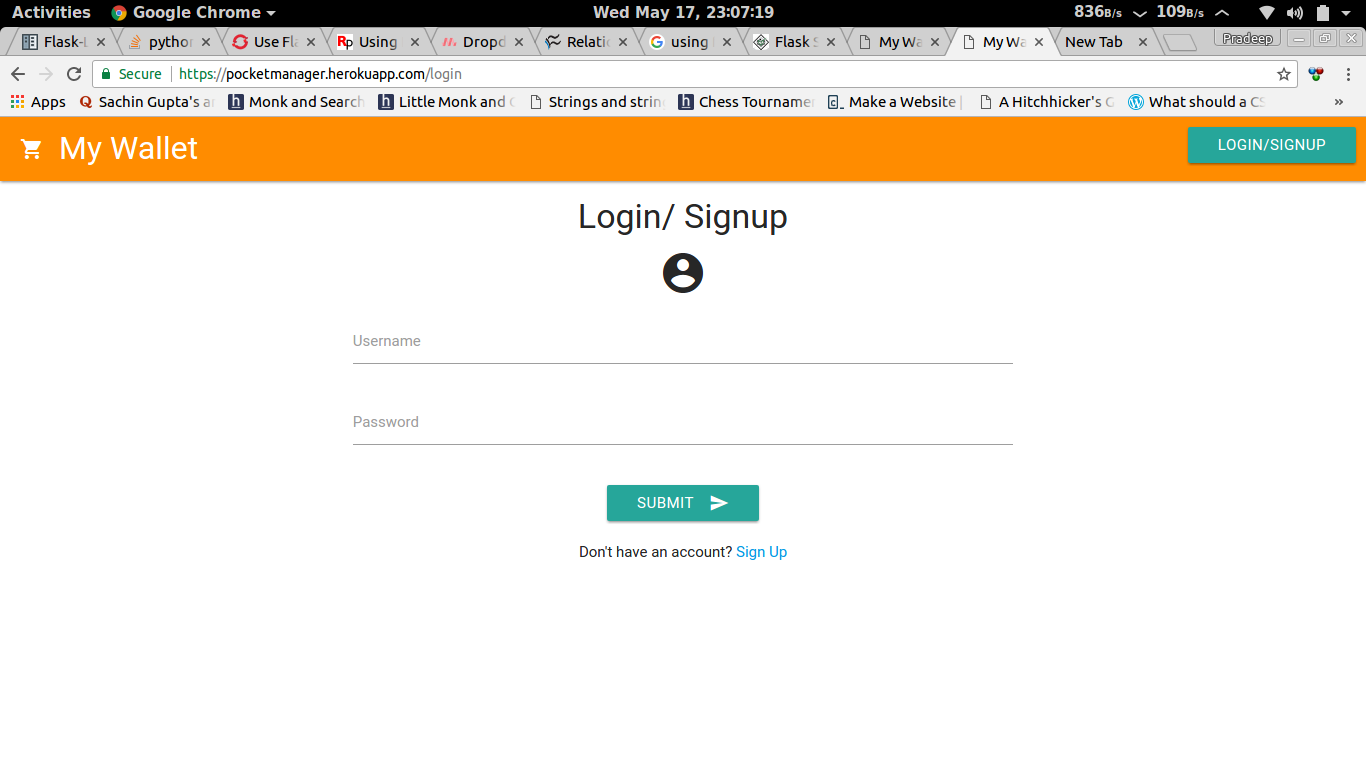 Activities Google Chrome Wed May 17, 23:07:19 836B/s 109B/s
Flask-L python Use Fla Using Dropd Relati using Flask S My Wa My Wa New Tab Pradeep
Secure https://pocketmanager.herokuapp.com/login
Apps Sachin Gupta's an Monk and Search Little Monk and Strings and string Chess Tourname Make a Website | A Hitchhicker's G What should a CS »
My Wallet LOGIN/SIGNUP
Login/ Signup
Username
Password
SUBMIT
Don't have an account? Sign Up